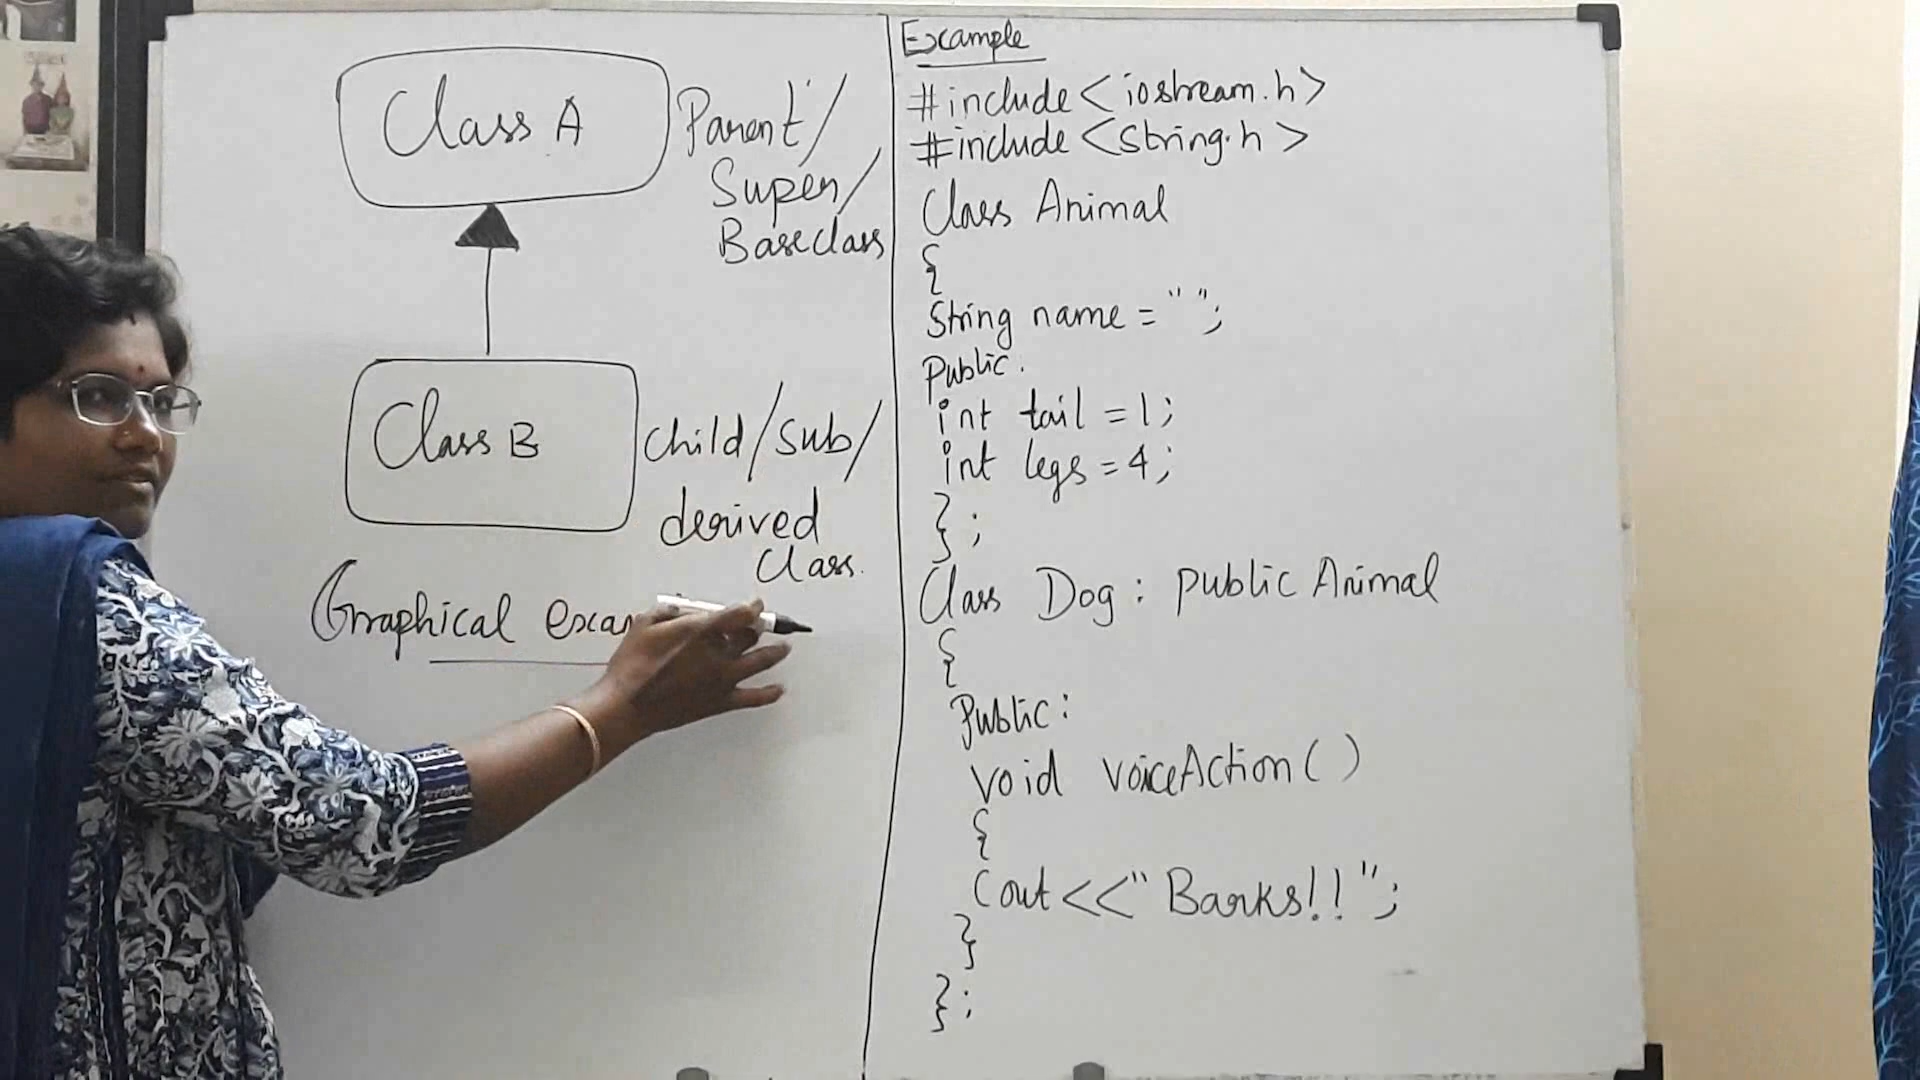 Class A
Parent/
Super/
Baseclass
Class B
Child/Sub/
derived
Class.
Graphical
Example
#include<iostream.h>
#include<String.h>
Class Animal
{
String name = " ";
Public.
int tail = 1;
int legs = 4;
};
Class Dog : public Animal
{
Public:
void voiceAction()
{
Cout<<"Barks!!";
}
};